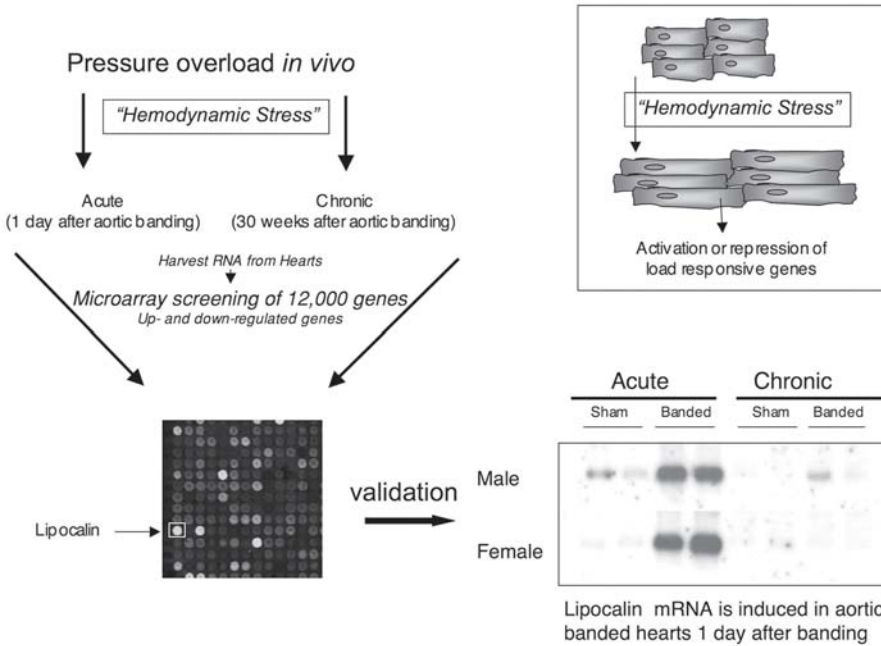 Pressure overload in vivo
"Hemodynamic Stress"
Acute
(1 day after aortic banding)
Chronic
(30 weeks after aortic banding)
Harvest RNA from Hearts
Microarray screening of 12,000 genes
Up- and down-regulated genes
Lipocalin
validation
"Hemodynamic Stress"
Activation or repression of
load responsive genes
Acute
Chronic
Sham
Banded
Sham
Banded
Male
Female
Lipocalin mRNA is induced in aortic
banded hearts 1 day after banding